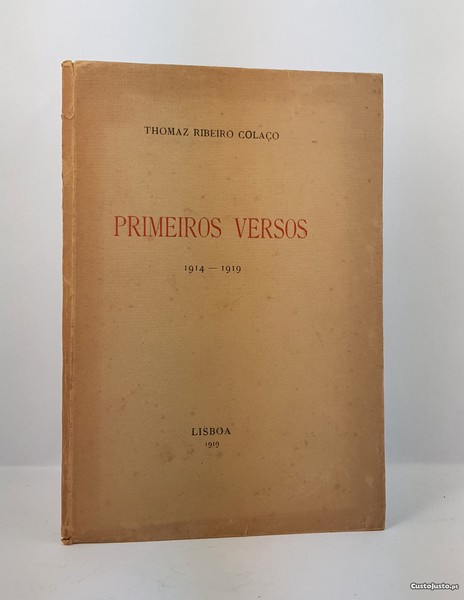 THOMAZ RIBEIRO COLAÇO
PRIMEIROS VERSOS
1914 — 1919
LISBOA
1919
CustoJusto.pt